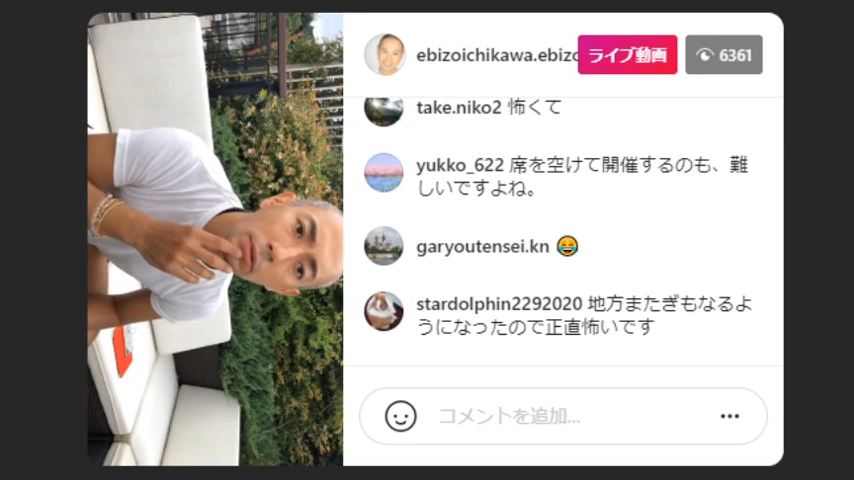 ebizoichikawa.ebizo
ライブ動画
6361
take.niko2 怖くて
yukko_622 席を空けて開催するのも、難
しいですよね。
garyoutensei.kn 😂
stardolphin2292020 地方またぎもなるよ
うになったので正直怖いです
コメントを追加...